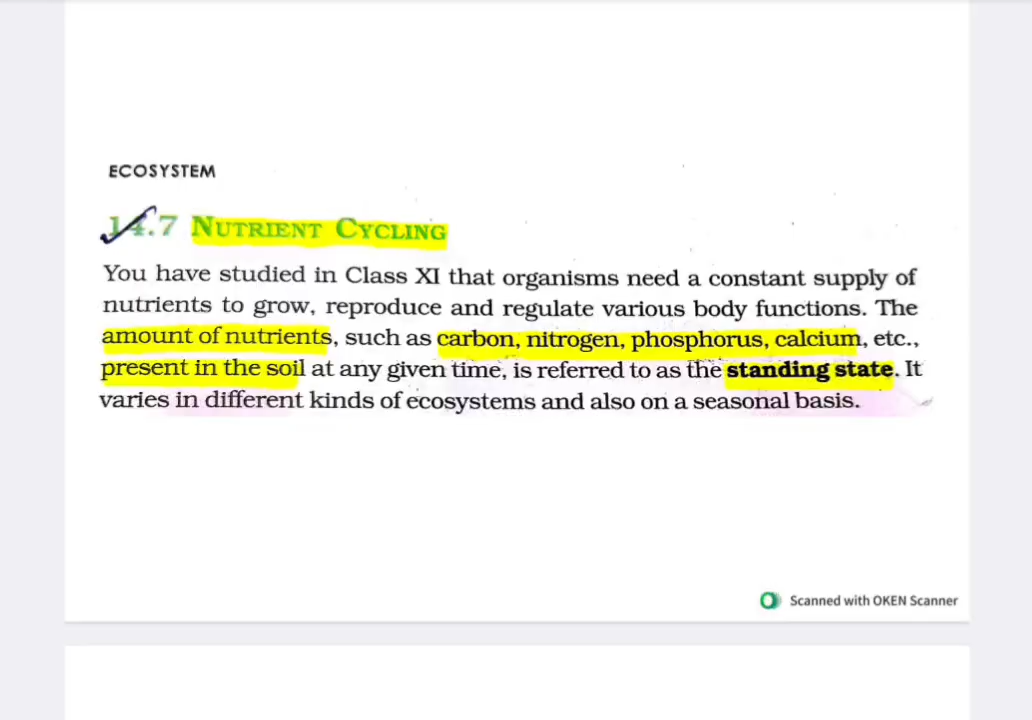 ECOSYSTEM
14.7 NUTRIENT CYCLING
You have studied in Class XI that organisms need a constant supply of
nutrients to grow, reproduce and regulate various body functions. The
amount of nutrients, such as carbon, nitrogen, phosphorus, calcium, etc.,
present in the soil at any given time, is referred to as the standing state. It
varies in different kinds of ecosystems and also on a seasonal basis.
Scanned with OKEN Scanner